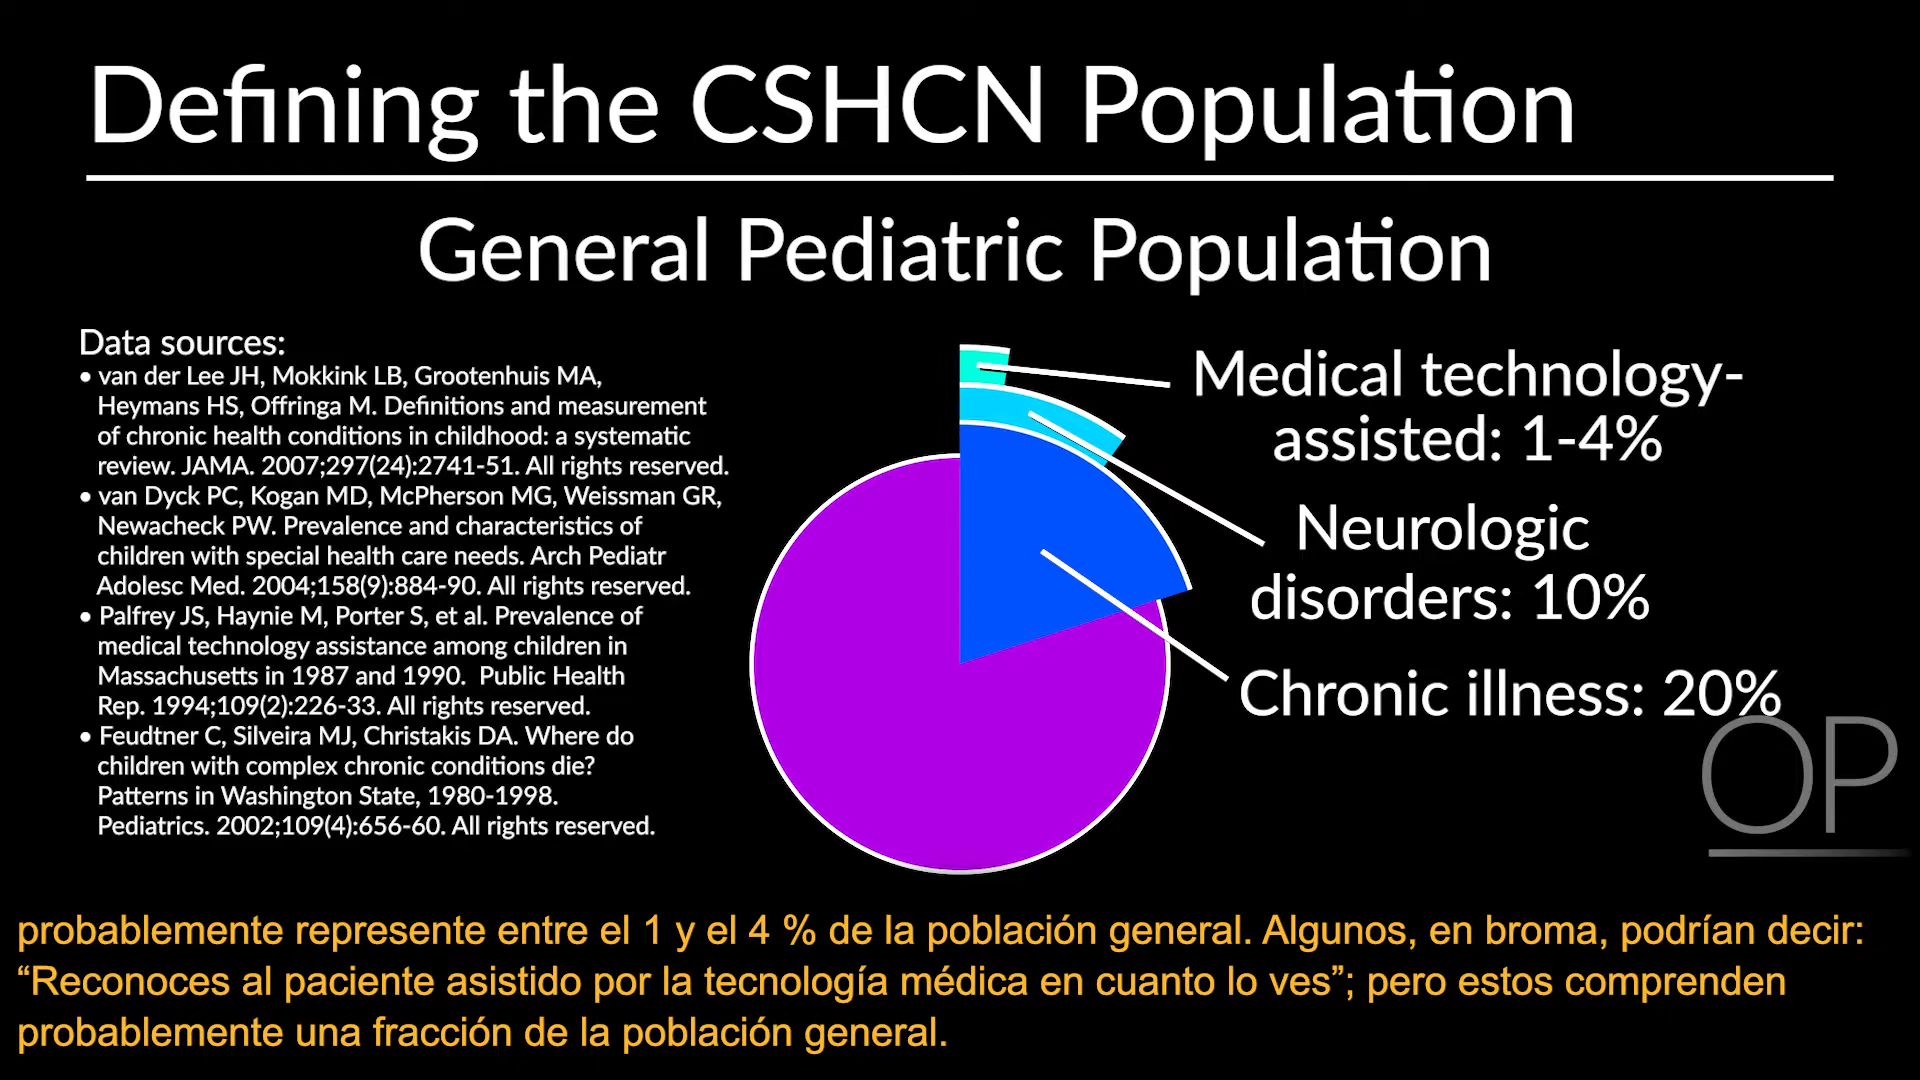 Defining the CSHCN Population
General Pediatric Population
Data sources:
• van der Lee JH, Mokkink LB, Grootenhuis MA,
Heymans HS, Offringa M. Definitions and measurement
of chronic health conditions in childhood: a systematic
review. JAMA. 2007;297(24):2741-51. All rights reserved.
• van Dyck PC, Kogan MD, McPherson MG, Weissman GR,
Newacheck PW. Prevalence and characteristics of
children with special health care needs. Arch Pediatr
Adolesc Med. 2004;158(9):884-90. All rights reserved.
• Palfrey JS, Haynie M, Porter S, et al. Prevalence of
medical technology assistance among children in
Massachusetts in 1987 and 1990. Public Health
Rep. 1994;109(2):226-33. All rights reserved.
• Feudtner C, Silveira MJ, Christakis DA. Where do
children with complex chronic conditions die?
Patterns in Washington State, 1980-1998.
Pediatrics. 2002;109(4):656-60. All rights reserved.
Medical technology-
assisted: 1-4%
Neurologic
disorders: 10%
Chronic illness: 20%
OP
probablemente represente entre el 1 y el 4 % de la población general. Algunos, en broma, podrían decir:
“Reconoces al paciente asistido por la tecnología médica en cuanto lo ves”; pero estos comprenden
probablemente una fracción de la población general.